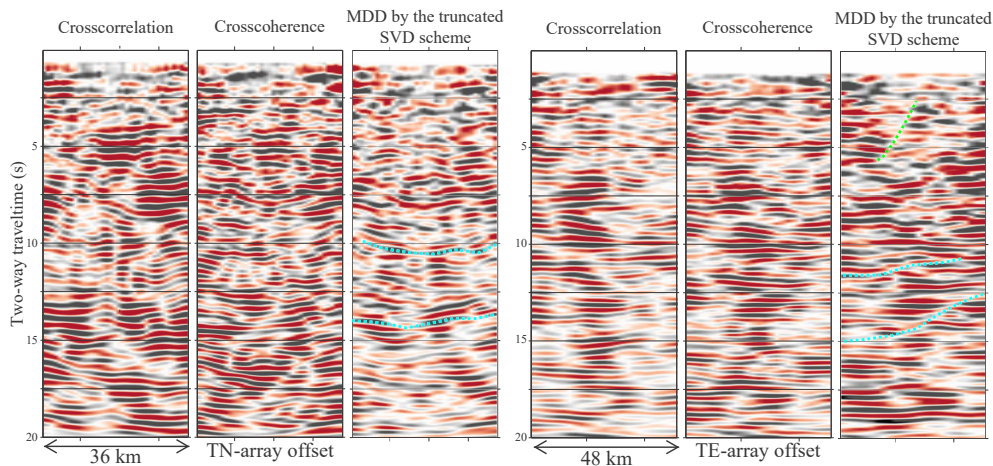 Crosscorrelation
Crosscoherence
MDD by the truncated
SVD scheme
Crosscorrelation
Crosscoherence
MDD by the truncated
SVD scheme
Two-way traveltime (s)
5
10
15
20
5
10
15
20
36 km
TN-array offset
48 km
TE-array offset